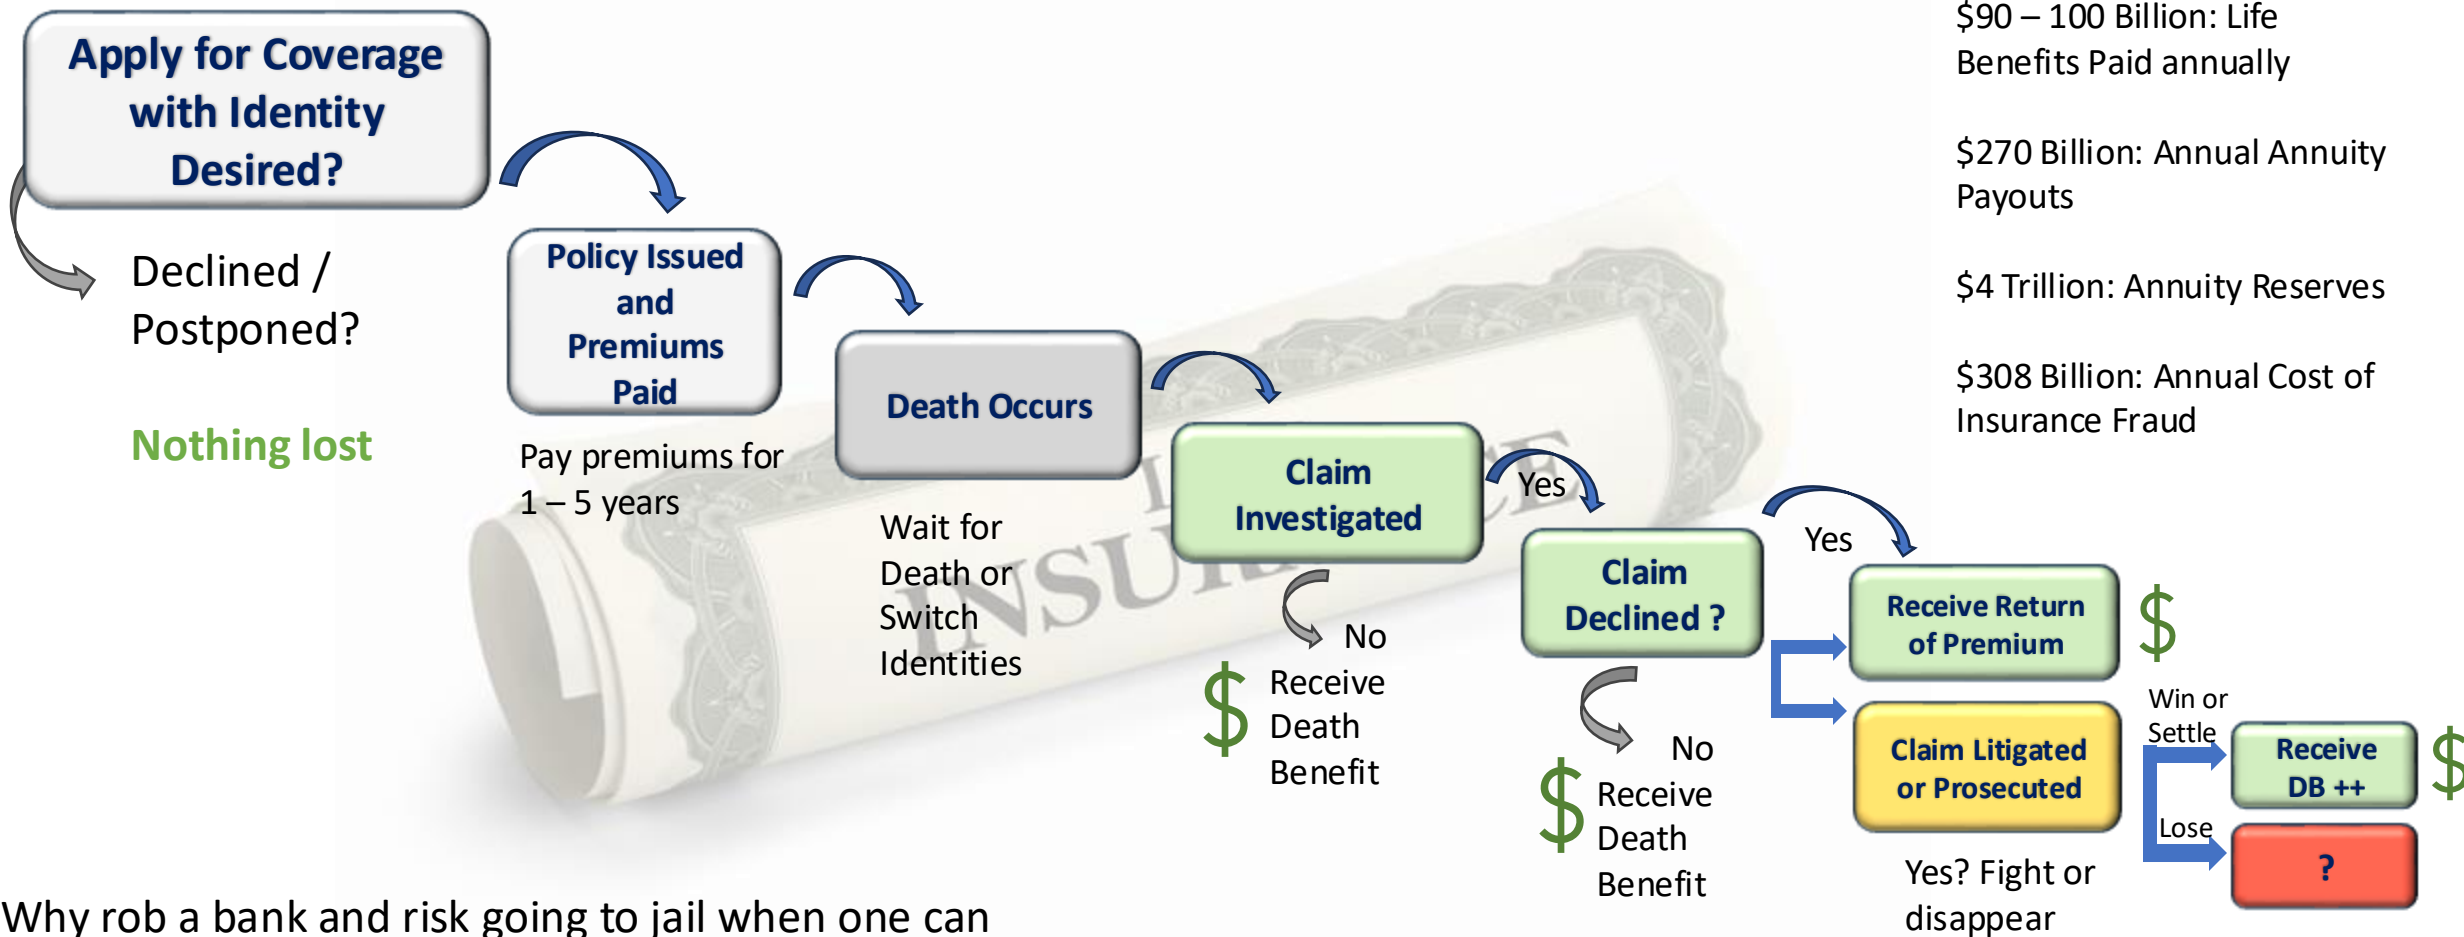 Apply for Coverage
with Identity
Desired?
Declined /
Postponed?
Nothing lost
Policy Issued
and
Premiums
Paid
Pay premiums for
1 – 5 years
Death Occurs
Wait for
Death or
Switch
Identities
Claim
Investigated
No
$
Receive
Death
Benefit
Yes
Claim
Declined ?
No
$
Receive
Death
Benefit
Yes
Receive Return
of Premium
$
Claim Litigated
or Prosecuted
Yes? Fight or
disappear
Win or
Settle
Receive
DB ++
$
Lose
?
$90 – 100 Billion: Life
Benefits Paid annually
$270 Billion: Annual Annuity
Payouts
$4 Trillion: Annuity Reserves
$308 Billion: Annual Cost of
Insurance Fraud
INSURANCE
Why rob a bank and risk going to jail when one can